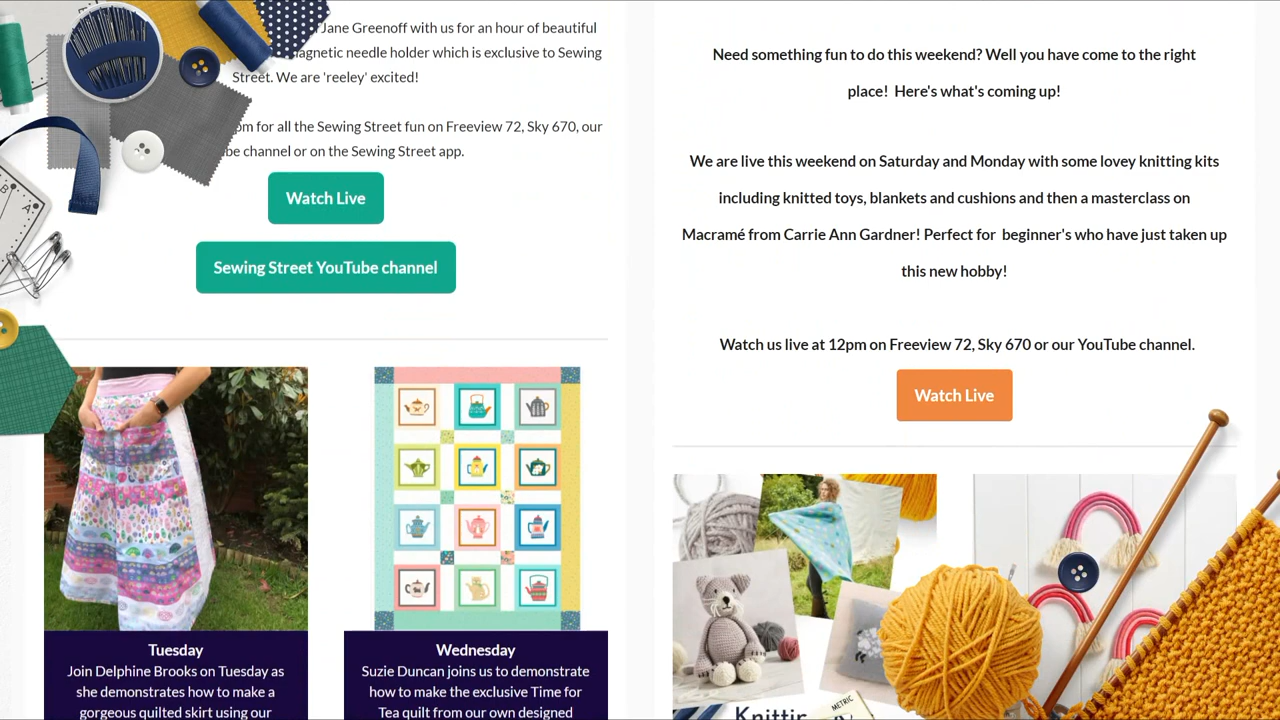 Jane Greenoff with us for an hour of beautiful
needle holder which is exclusive to Sewing
Street. We are 'reeley' excited!
for all the Sewing Street fun on Freeview 72, Sky 670, our
channel or on the Sewing Street app.
Watch Live
Sewing Street YouTube channel
Tuesday
Join Delphine Brooks on Tuesday as
she demonstrates how to make a
gorgeous quilted skirt using our
Wednesday
Suzie Duncan joins us to demonstrate
how to make the exclusive Time for
Tea quilt from our own designed
Need something fun to do this weekend? Well you have come to the right
place! Here's what's coming up!
We are live this weekend on Saturday and Monday with some lovey knitting kits
including knitted toys, blankets and cushions and then a masterclass on
Macramé from Carrie Ann Gardner! Perfect for beginner's who have just taken up
this new hobby!
Watch us live at 12pm on Freeview 72, Sky 670 or our YouTube channel.
Watch Live
METRIC